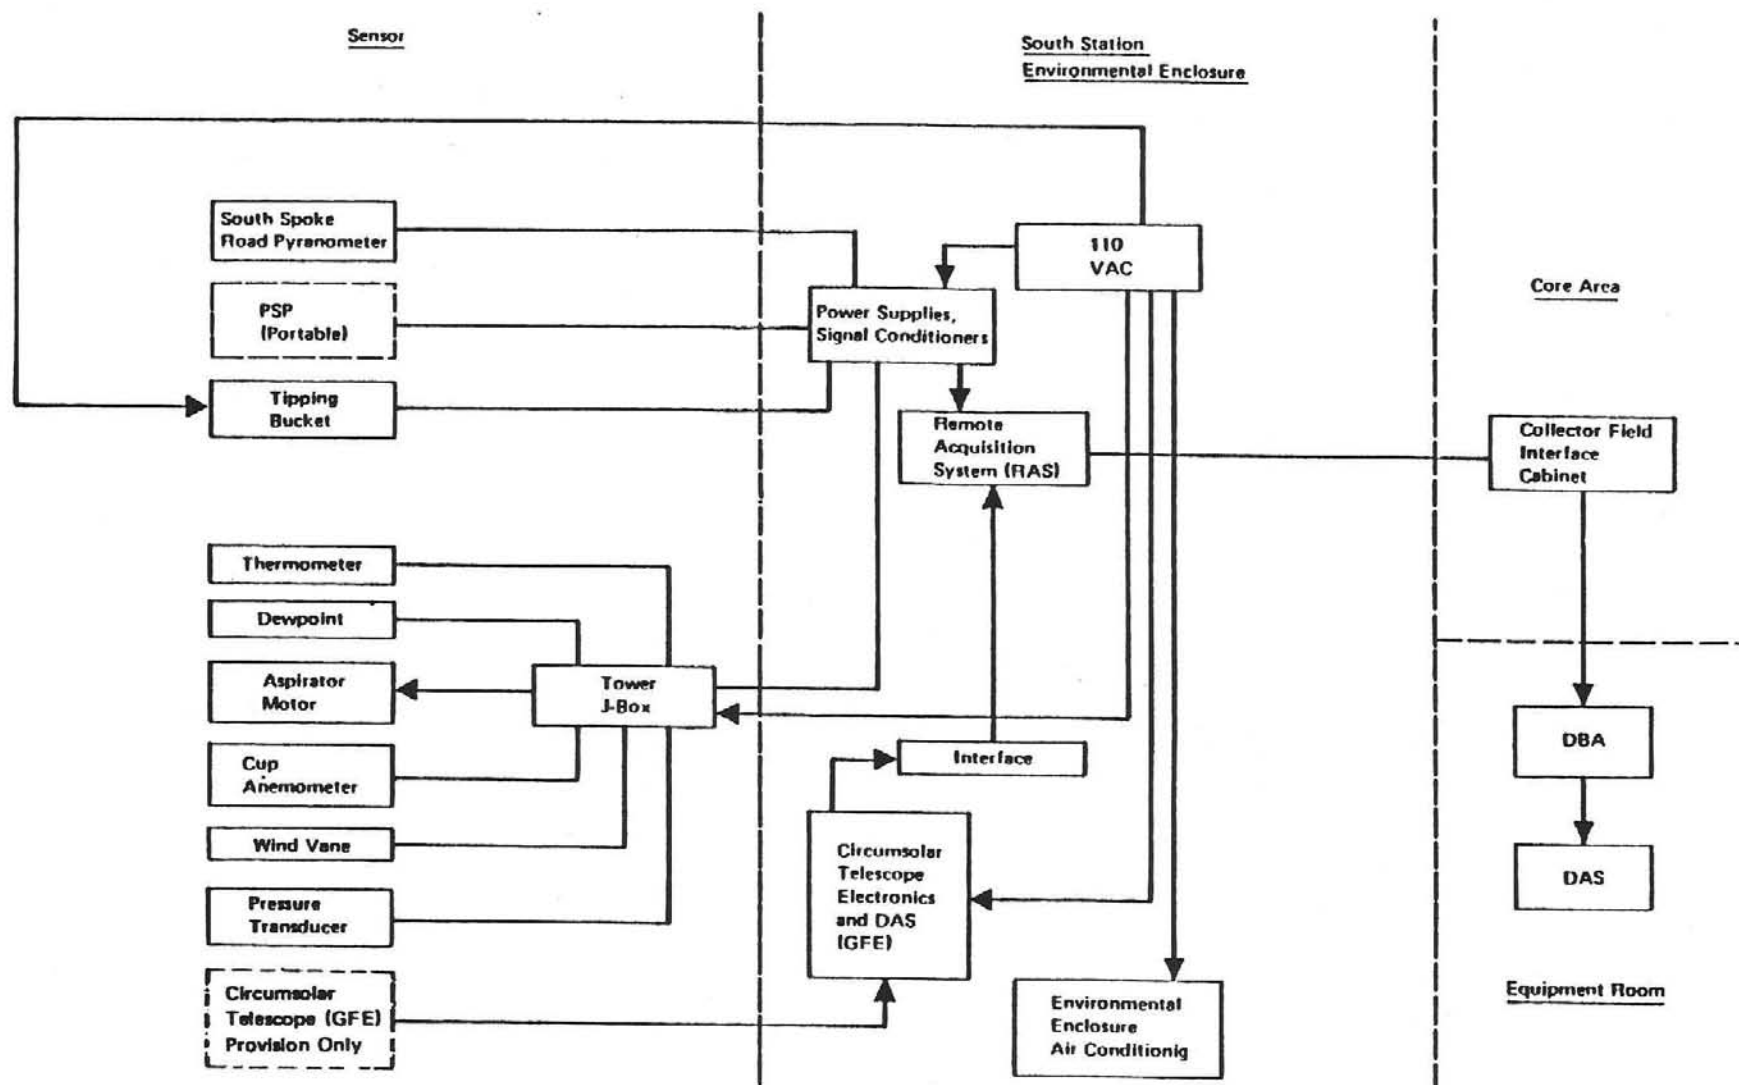 Sensor
South Station
Environmental Enclosure
South Spoke
Road Pyranometer
110
VAC
Core Area
PSP
(Portable)
Power Supplies,
Signal Conditioners
Tipping
Bucket
Remote
Acquisition
System (RAS)
Collector Field
Interface
Cabinet
Thermometer
Dewpoint
Aspirator
Motor
Tower
J-Box
Cup
Anemometer
Interface
DBA
Wind Vane
Circumsolar
Telescope
Electronics
and DAS
(GFE)
DAS
Pressure
Transducer
Circumsolar
Telescope (GFE)
Provision Only
Environmental
Enclosure
Air Conditionig
Equipment Room